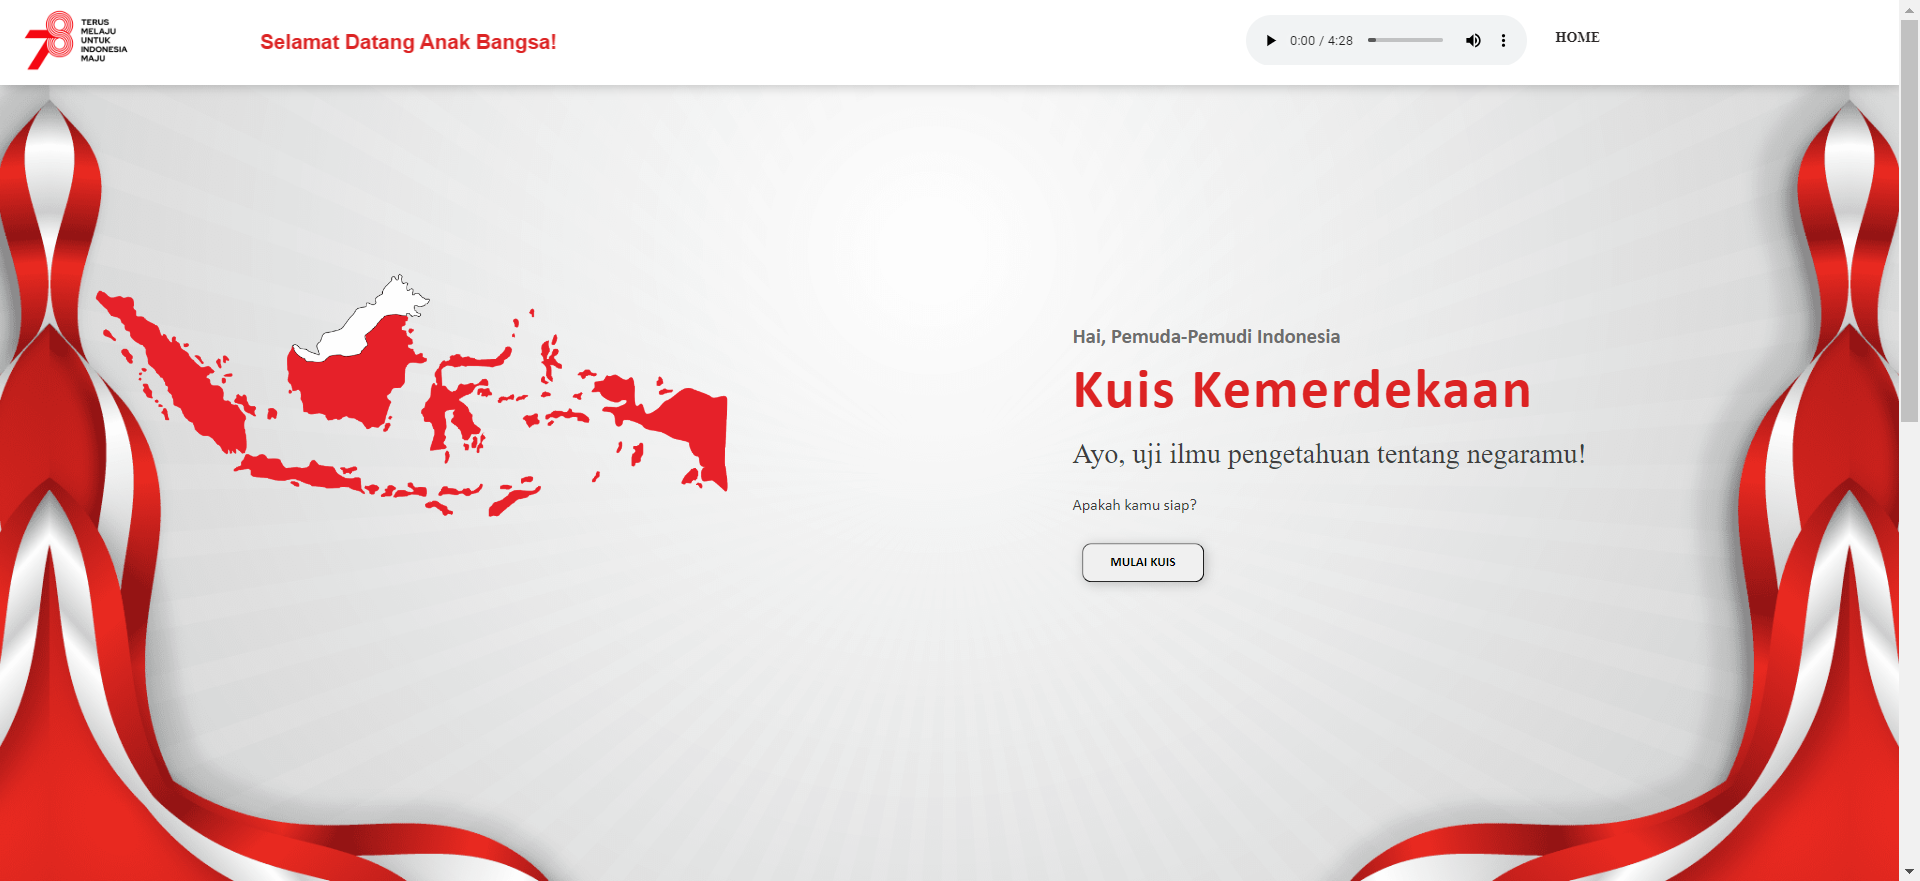 78
TERUS
MELAJU
UNTUK
INDONESIA
MAJU
Selamat Datang Anak Bangsa!
0:00 / 4:28
HOME
Hai, Pemuda-Pemudi Indonesia
Kuis Kemerdekaan
Ayo, uji ilmu pengetahuan tentang negaramu!
Apakah kamu siap?
MULAI KUIS